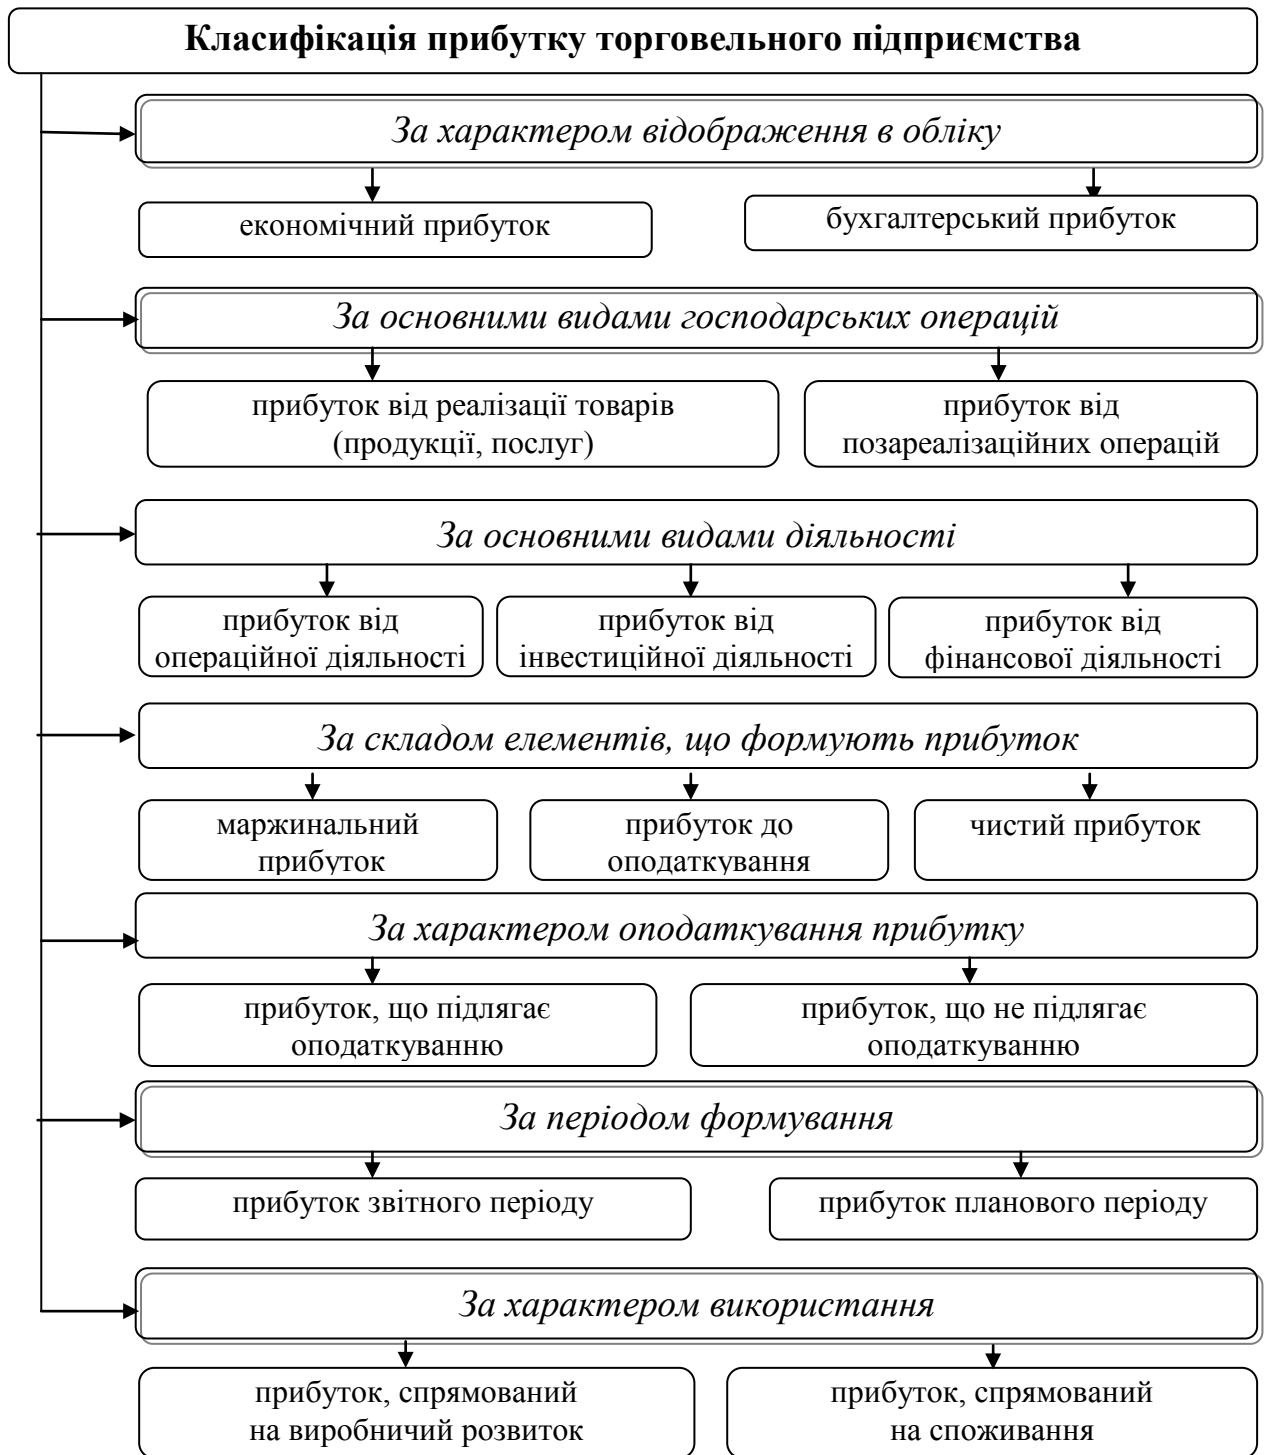 Класифікація прибутку торговельного підприємства
За характером відображення в обліку
економічний прибуток
бухгалтерський прибуток
За основними видами господарських операцій
прибуток від реалізації товарів
(продукції, послуг)
прибуток від
позареалізаційних операцій
За основними видами діяльності
прибуток від
операційної діяльності
прибуток від
інвестиційної діяльності
прибуток від
фінансової діяльності
За складом елементів, що формують прибуток
маржинальний
прибуток
прибуток до
оподаткування
чистий прибуток
За характером оподаткування прибутку
прибуток, що підлягає
оподаткуванню
прибуток, що не підлягає
оподаткуванню
За періодом формування
прибуток звітного періоду
прибуток планового періоду
За характером використання
прибуток, спрямований
на виробничий розвиток
прибуток, спрямований
на споживання